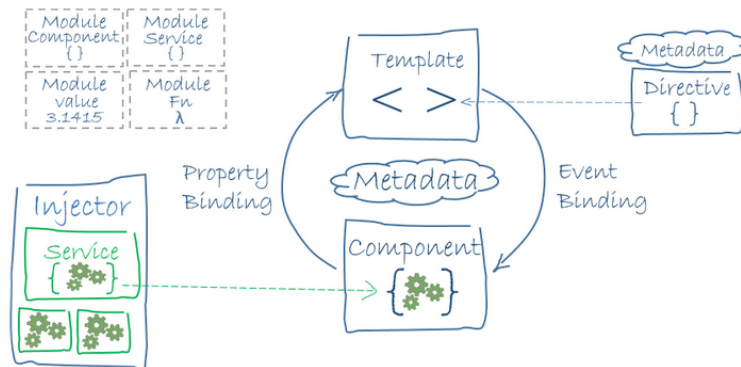 Module
Component
{ }
Module
Service
{ }
Module
value
3.1415
Module
Fn
λ
Template
< >
Metadata
Directive
{ }
Property
Binding
Metadata
Event
Binding
Injector
Service
{ }
Component
{ }